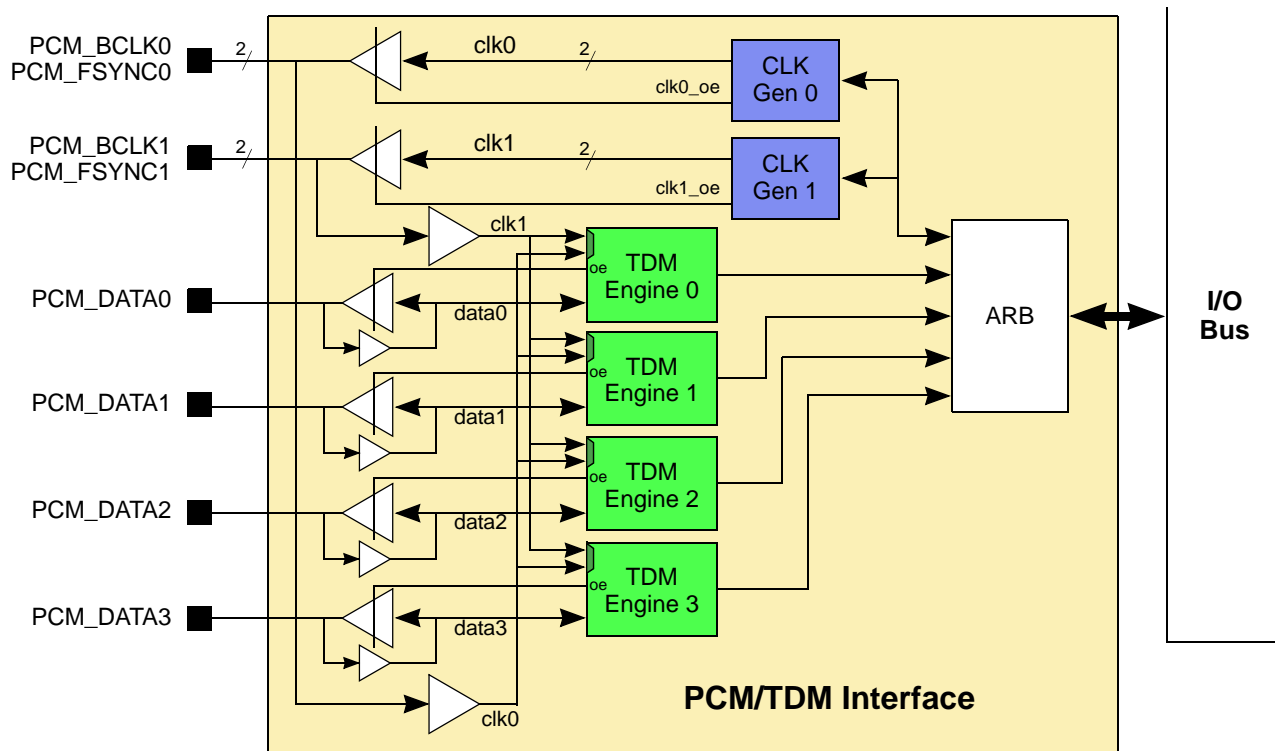 PCM_BCLK0
PCM_FSYNC0
2
clk0
2
clk0_oe
CLK
Gen 0
PCM_BCLK1
PCM_FSYNC1
2
clk1
2
clk1_oe
CLK
Gen 1
clk1
PCM_DATA0
data0
oe
TDM
Engine 0
PCM_DATA1
data1
oe
TDM
Engine 1
PCM_DATA2
data2
oe
TDM
Engine 2
PCM_DATA3
data3
oe
TDM
Engine 3
clk0
ARB
I/O
Bus
PCM/TDM Interface